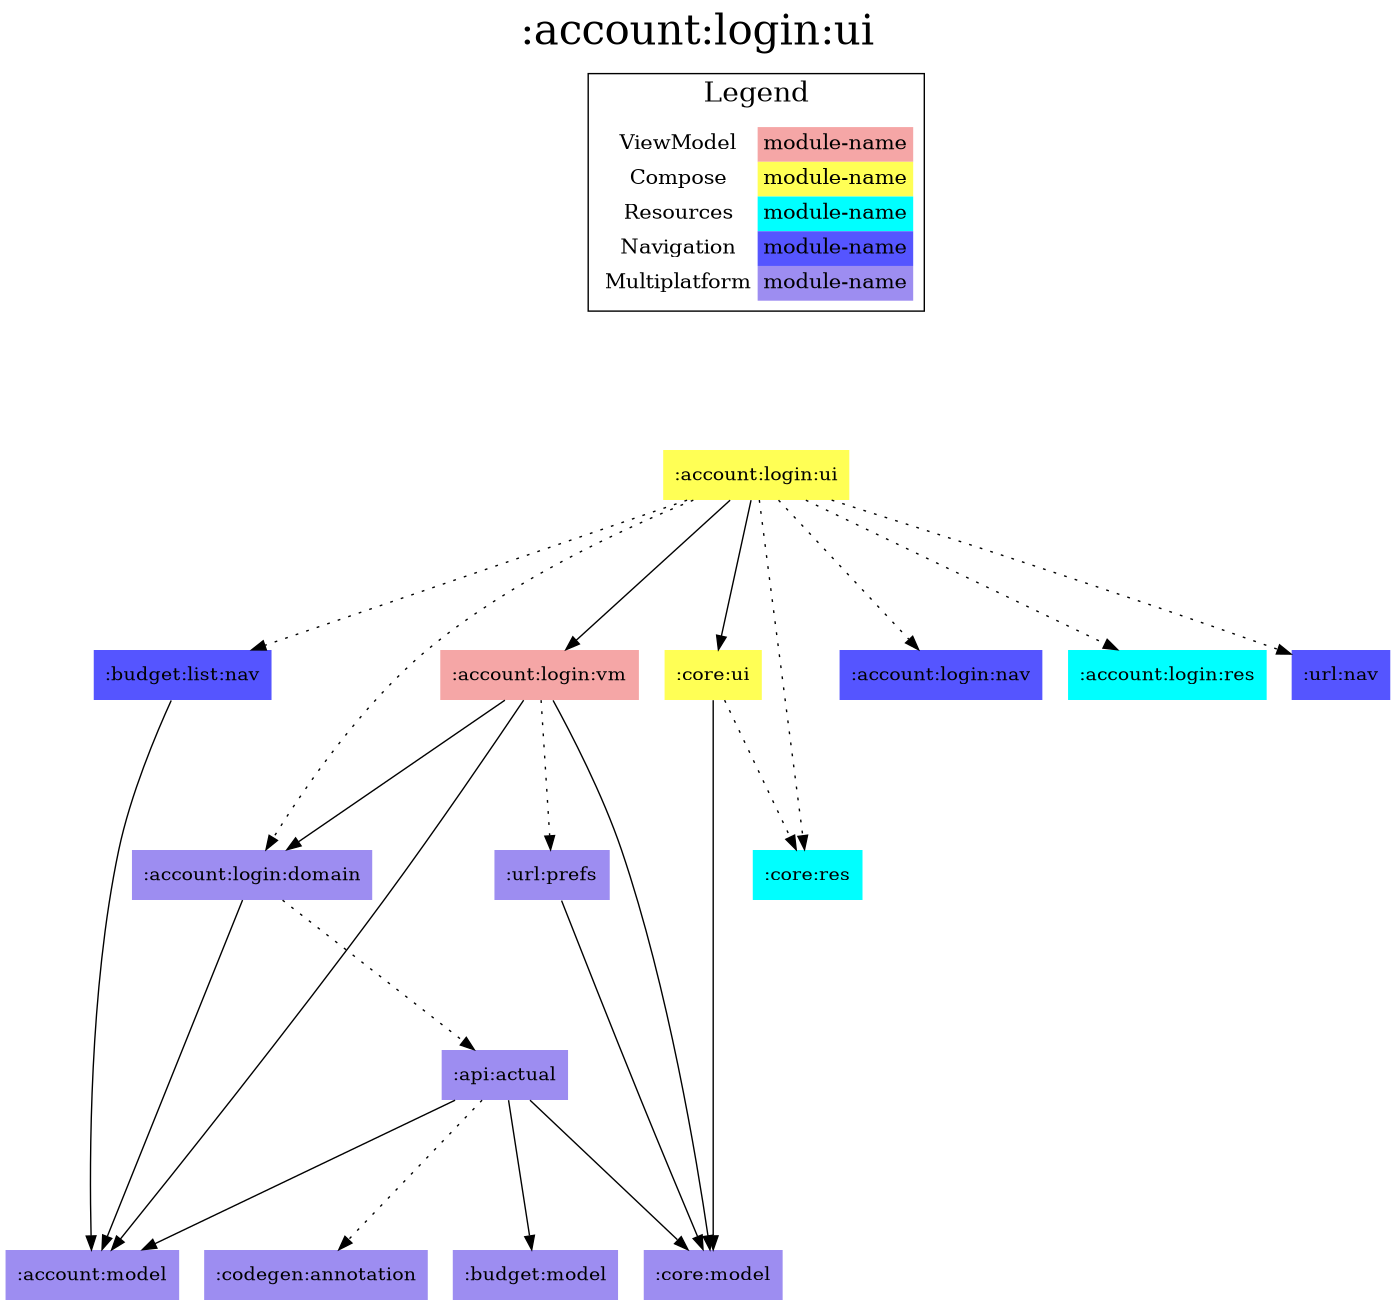 :account:login:ui
Legend
ViewModel module-name
Compose module-name
Resources module-name
Navigation module-name
Multiplatform module-name
:account:login:ui
:budget:list:nav
:account:login:vm
:core:ui
:account:login:nav
:account:login:res
:url:nav
:account:login:domain
:url:prefs
:core:res
:api:actual
:account:model
:codegen:annotation
:budget:model
:core:model